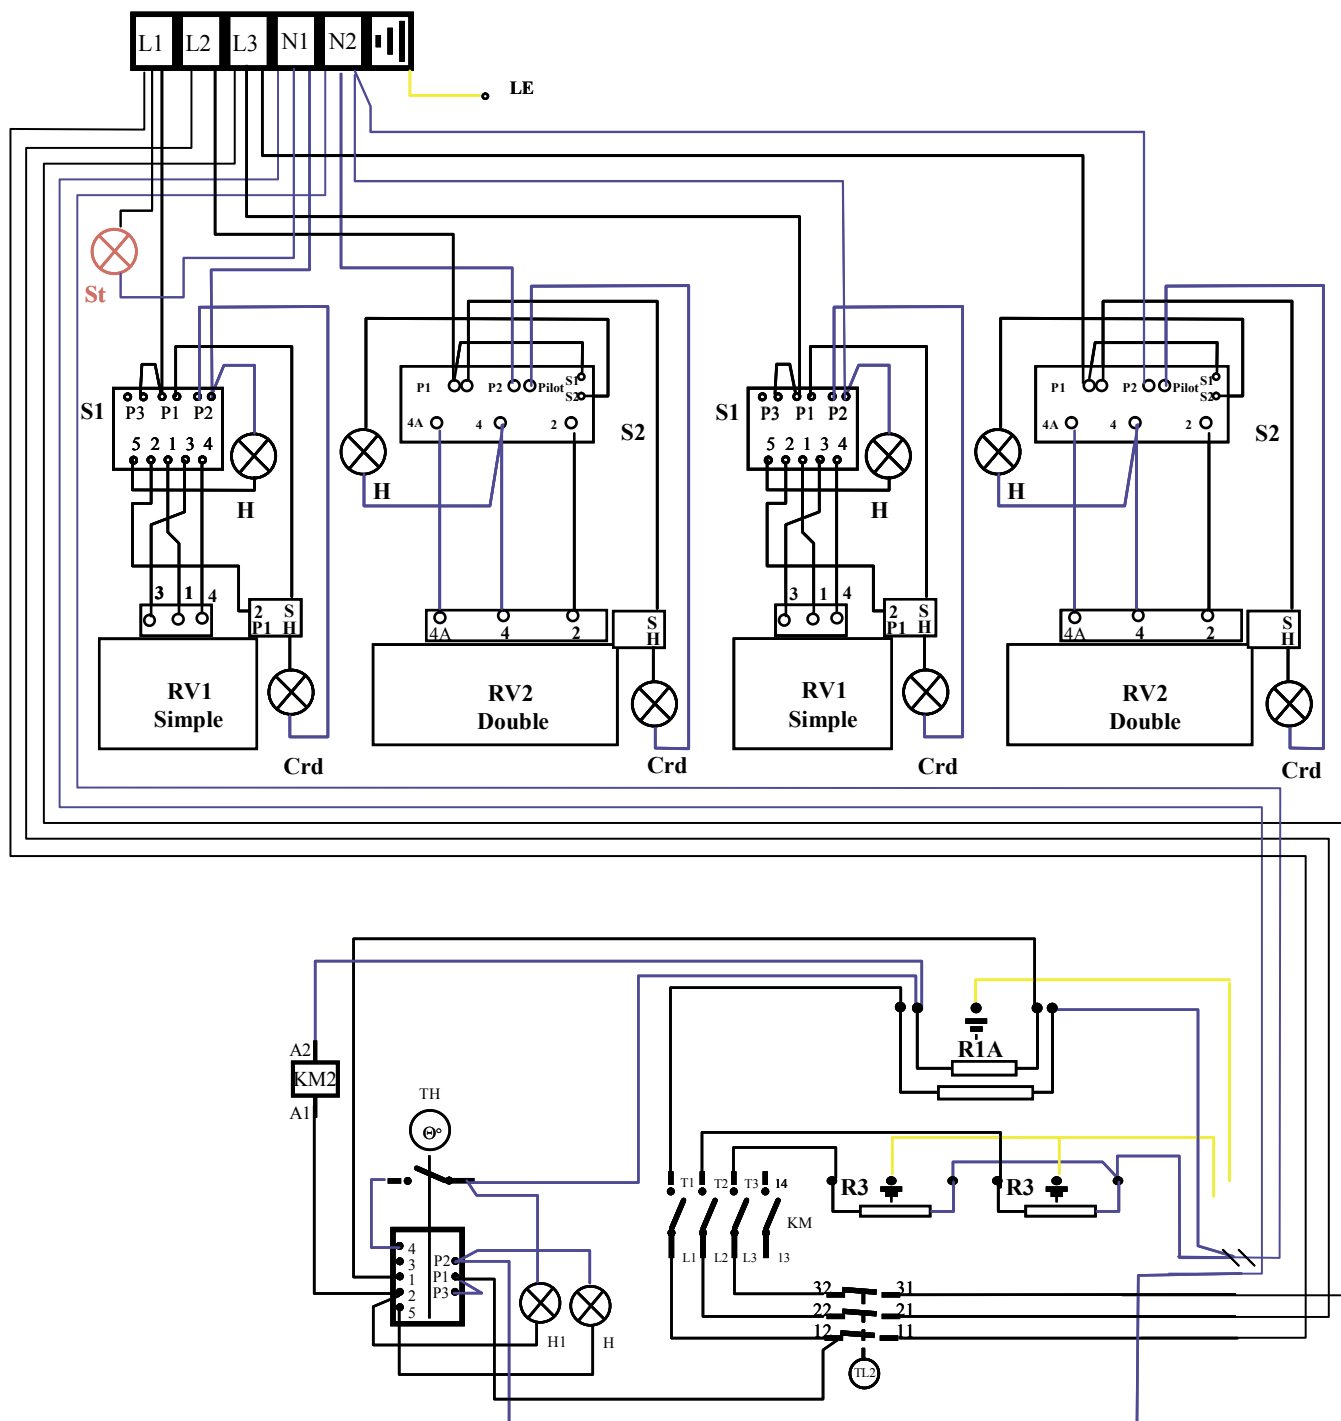 L1 L2 L3 N1 N2
LE
St
P1 P2 Pilot S1
S2
4A 4 2
S1 P3 P1 P2
5 2 1 3 4
S2
H
H
P1 P2 Pilot S1
S2
4A 4 2
S1 P3 P1 P2
5 2 1 3 4
S2
H
H
3 1 4
2 S
P1 H
4A 4 2
S
H
3 1 4
2 S
P1 H
4A 4 2
S
H
RV1
Simple
RV2
Double
RV1
Simple
RV2
Double
Crd
Crd
Crd
Crd
R1A
A2
KM2
A1
TH
Θ°
T1 T2 T3 14
R3
R3
KM
L1 L2 L3 13
4
3
1
2
5
P2
P1
P3
32 31
22 21
12 11
H1
H
TL2